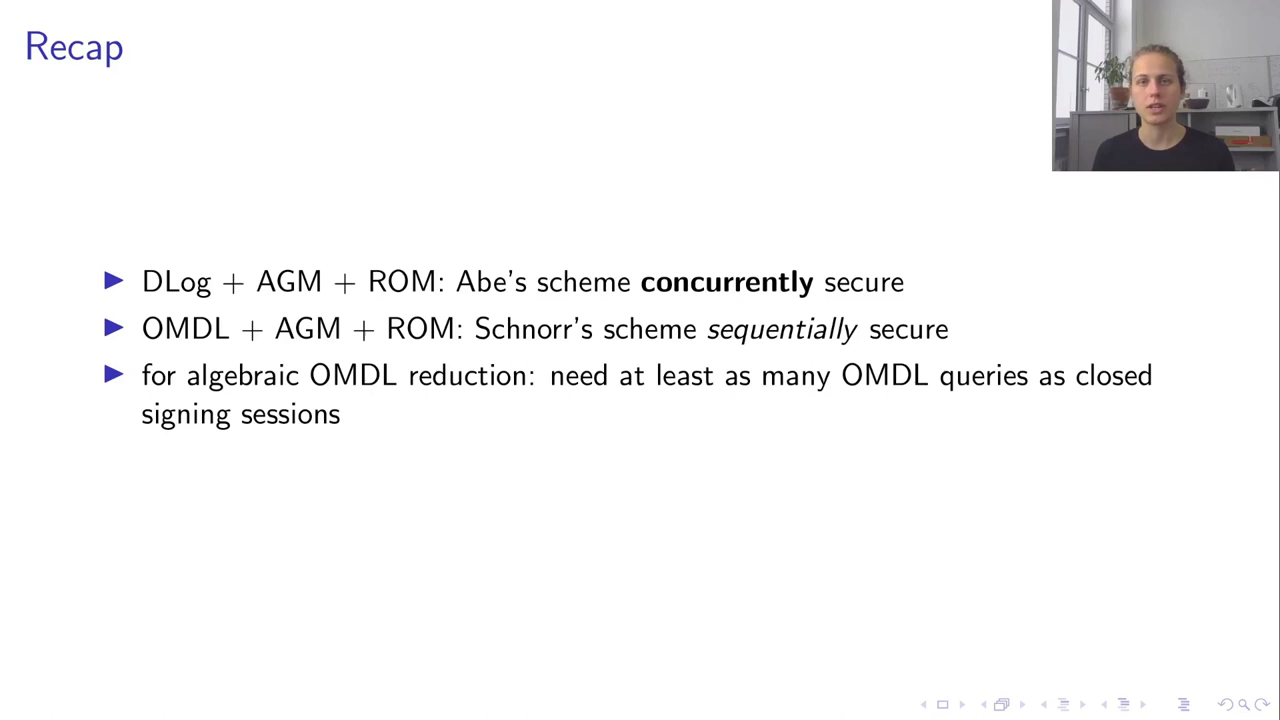 Recap
DLog + AGM + ROM: Abe's scheme concurrently secure
OMDL + AGM + ROM: Schnorr's scheme sequentially secure
for algebraic OMDL reduction: need at least as many OMDL queries as closed
signing sessions